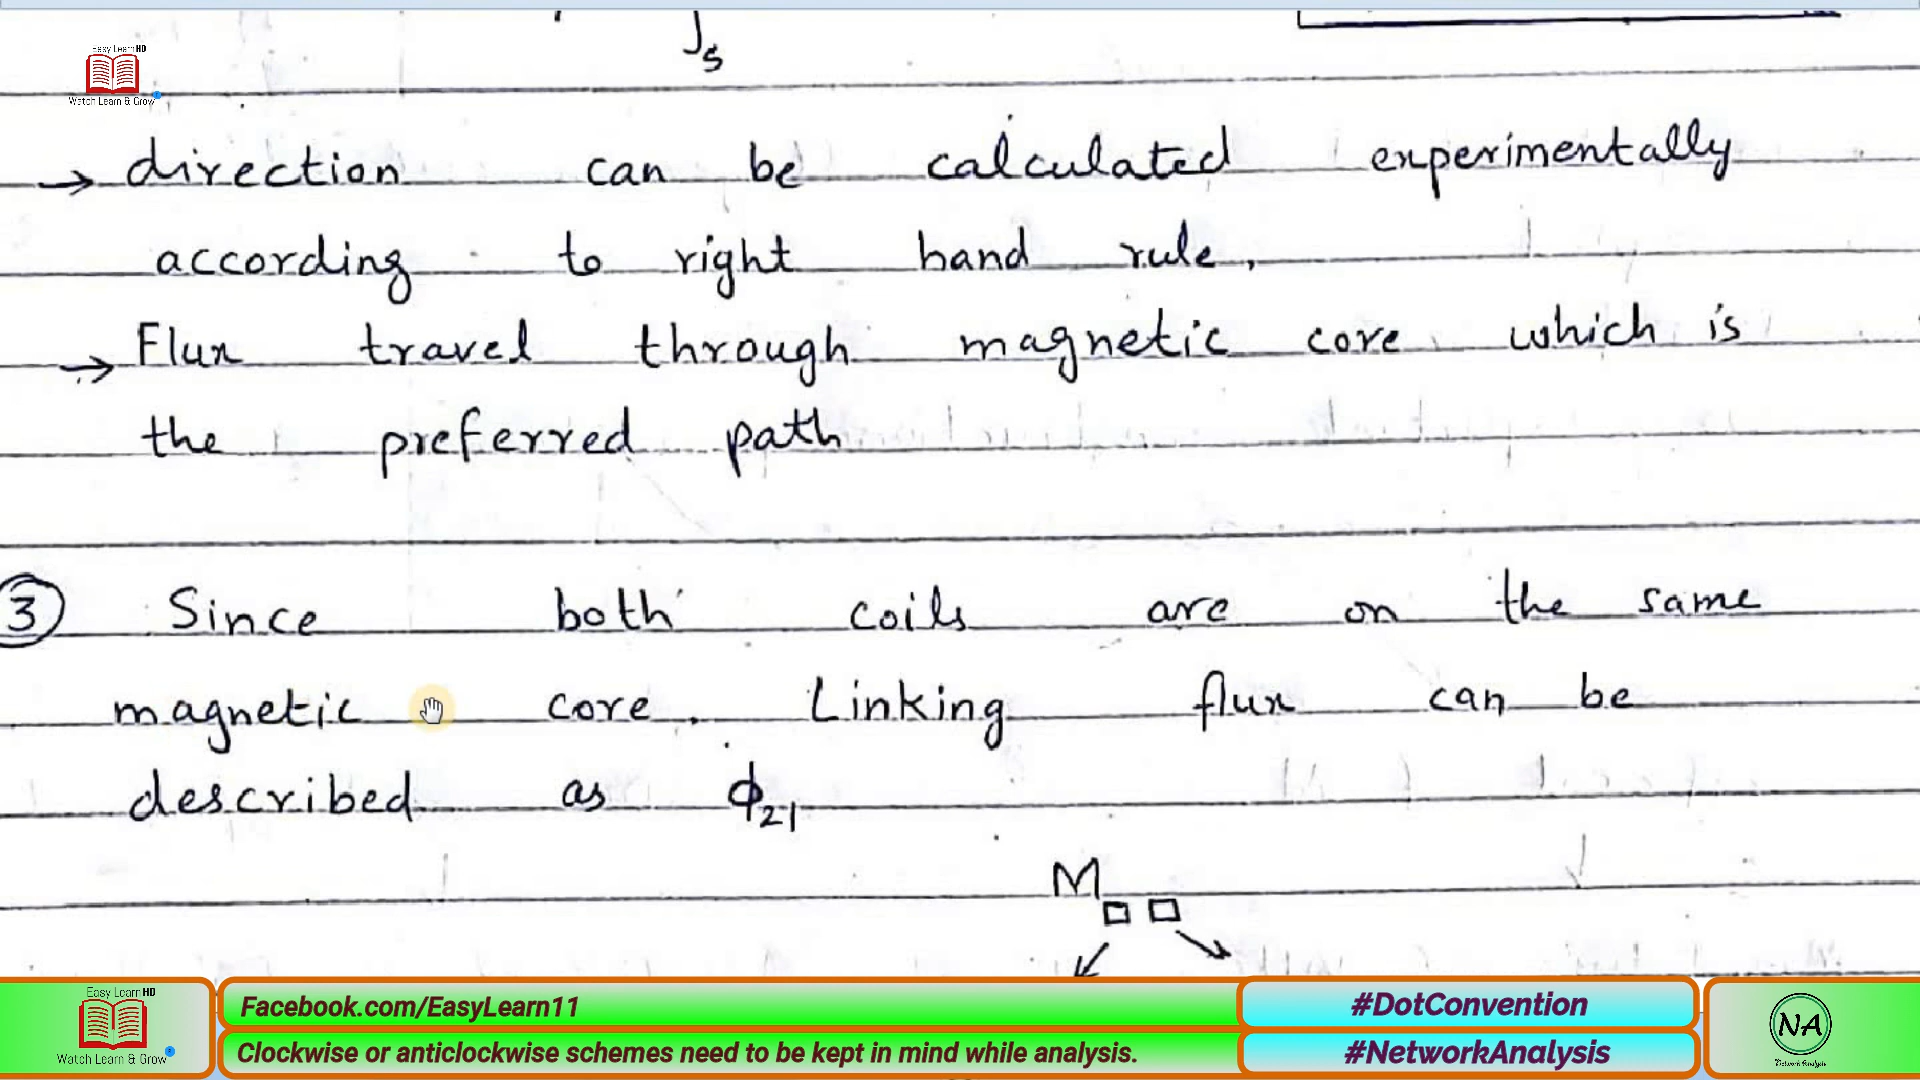 Easy Learn HD
Watch Learn & Grow
J5
→ direction can be calculated experimentally
according to right hand rule.
→ Flux travel through magnetic core which is
the preferred path
3 Since both coils are on the same
magnetic core. Linking flux can be
described as ϕ21
M□□
Easy Learn HD
Watch Learn & Grow
Facebook.com/EasyLearn11
Clockwise or anticlockwise schemes need to be kept in mind while analysis.
#DotConvention
#NetworkAnalysis
NA
Network Analysis